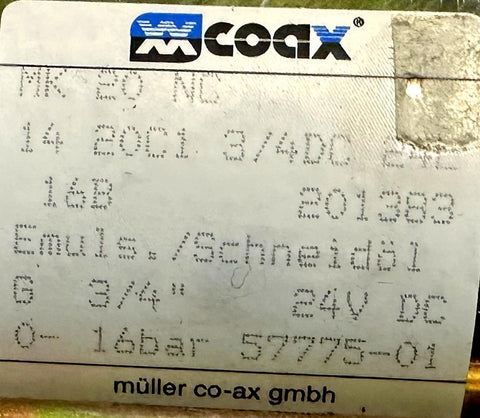 coax®
MK 20 NC
14 20C1 3/4DC 24L
16B 201383
Emuls./Schneidöl
G 3/4" 24V DC
0- 16bar 57775-01
müller co-ax gmbh